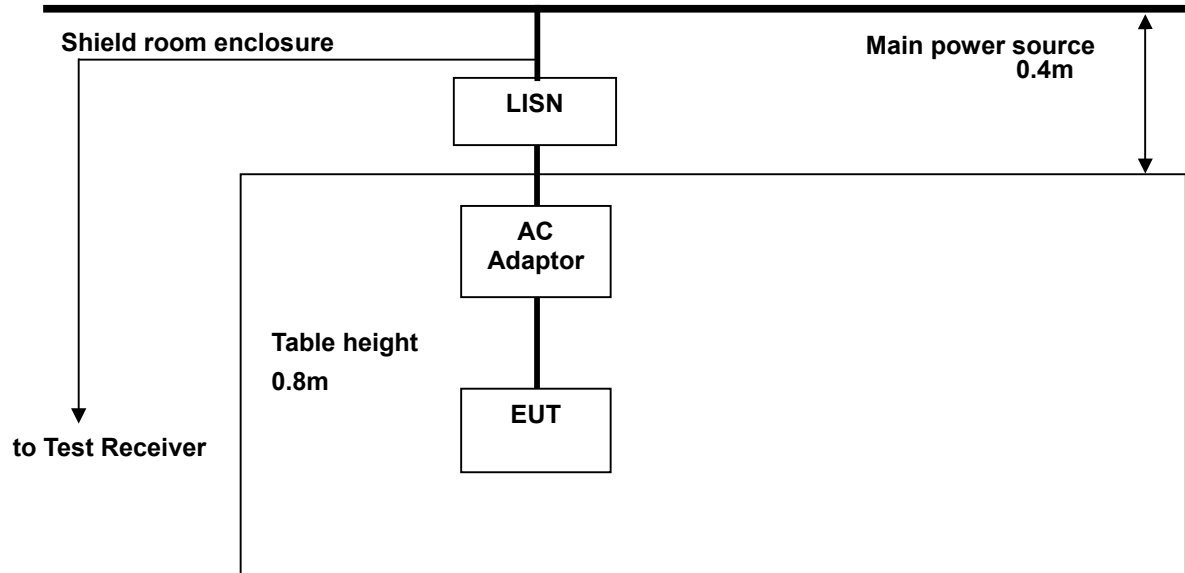 Shield room enclosure
Main power source
0.4m
LISN
AC
Adaptor
Table height
0.8m
EUT
to Test Receiver